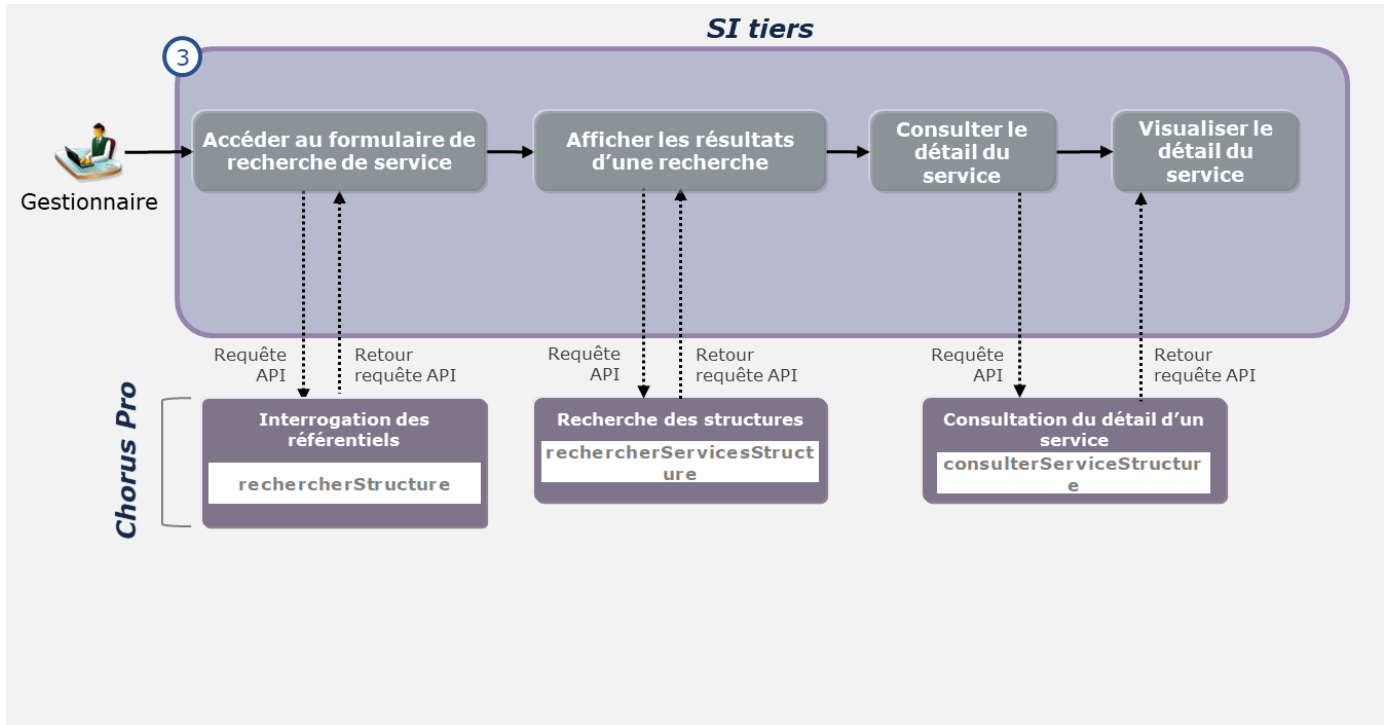 SI tiers
3
Gestionnaire
Accéder au formulaire de
recherche de service
Afficher les résultats
d’une recherche
Consulter le
détail du
service
Visualiser le
détail du
service
Requête
API
Retour
requête API
Requête
API
Retour
requête API
Requête
API
Retour
requête API
Chorus Pro
Interrogation des
référentiels
rechercherStructure
Recherche des structures
rechercherServicesStruct
ure
Consultation du détail d’un
service
consulterServiceStructur
e